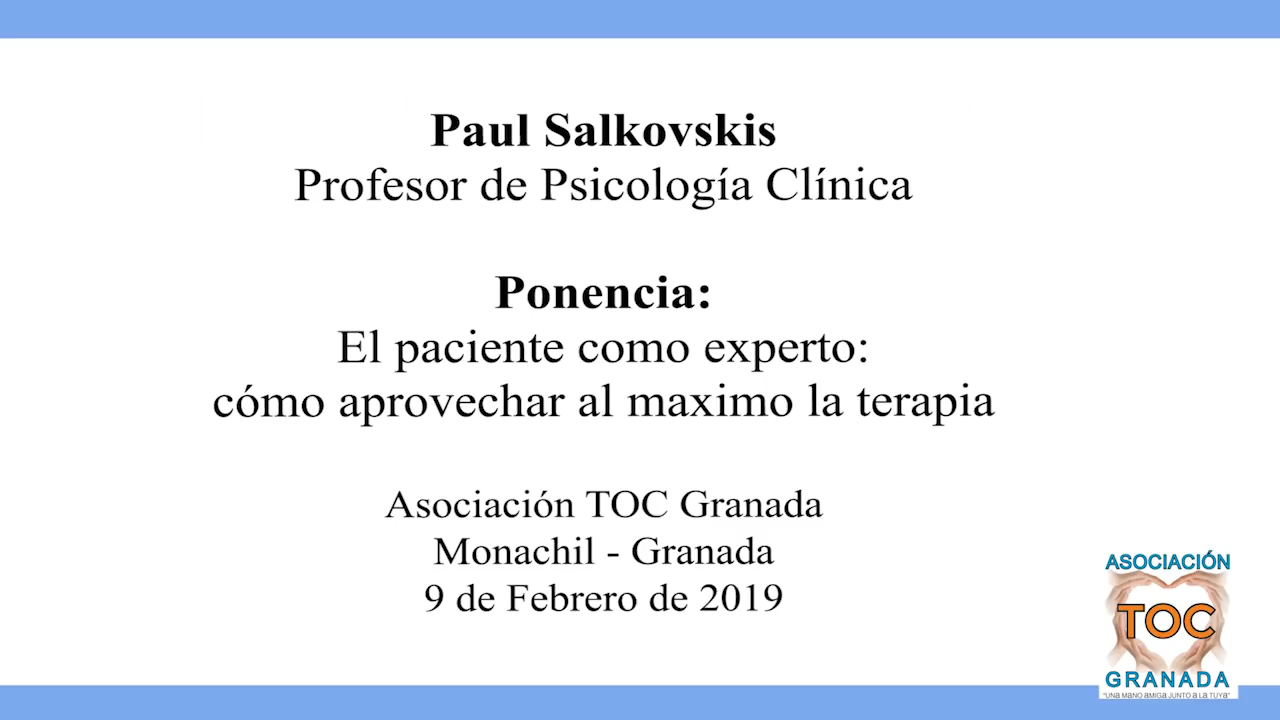 Paul Salkovskis
Profesor de Psicología Clínica
Ponencia:
El paciente como experto:
cómo aprovechar al maximo la terapia
Asociación TOC Granada
Monachil - Granada
9 de Febrero de 2019
ASOCIACIÓN
TOC
GRANADA
"UNA MANO AMIGA JUNTO A LA TUYA"